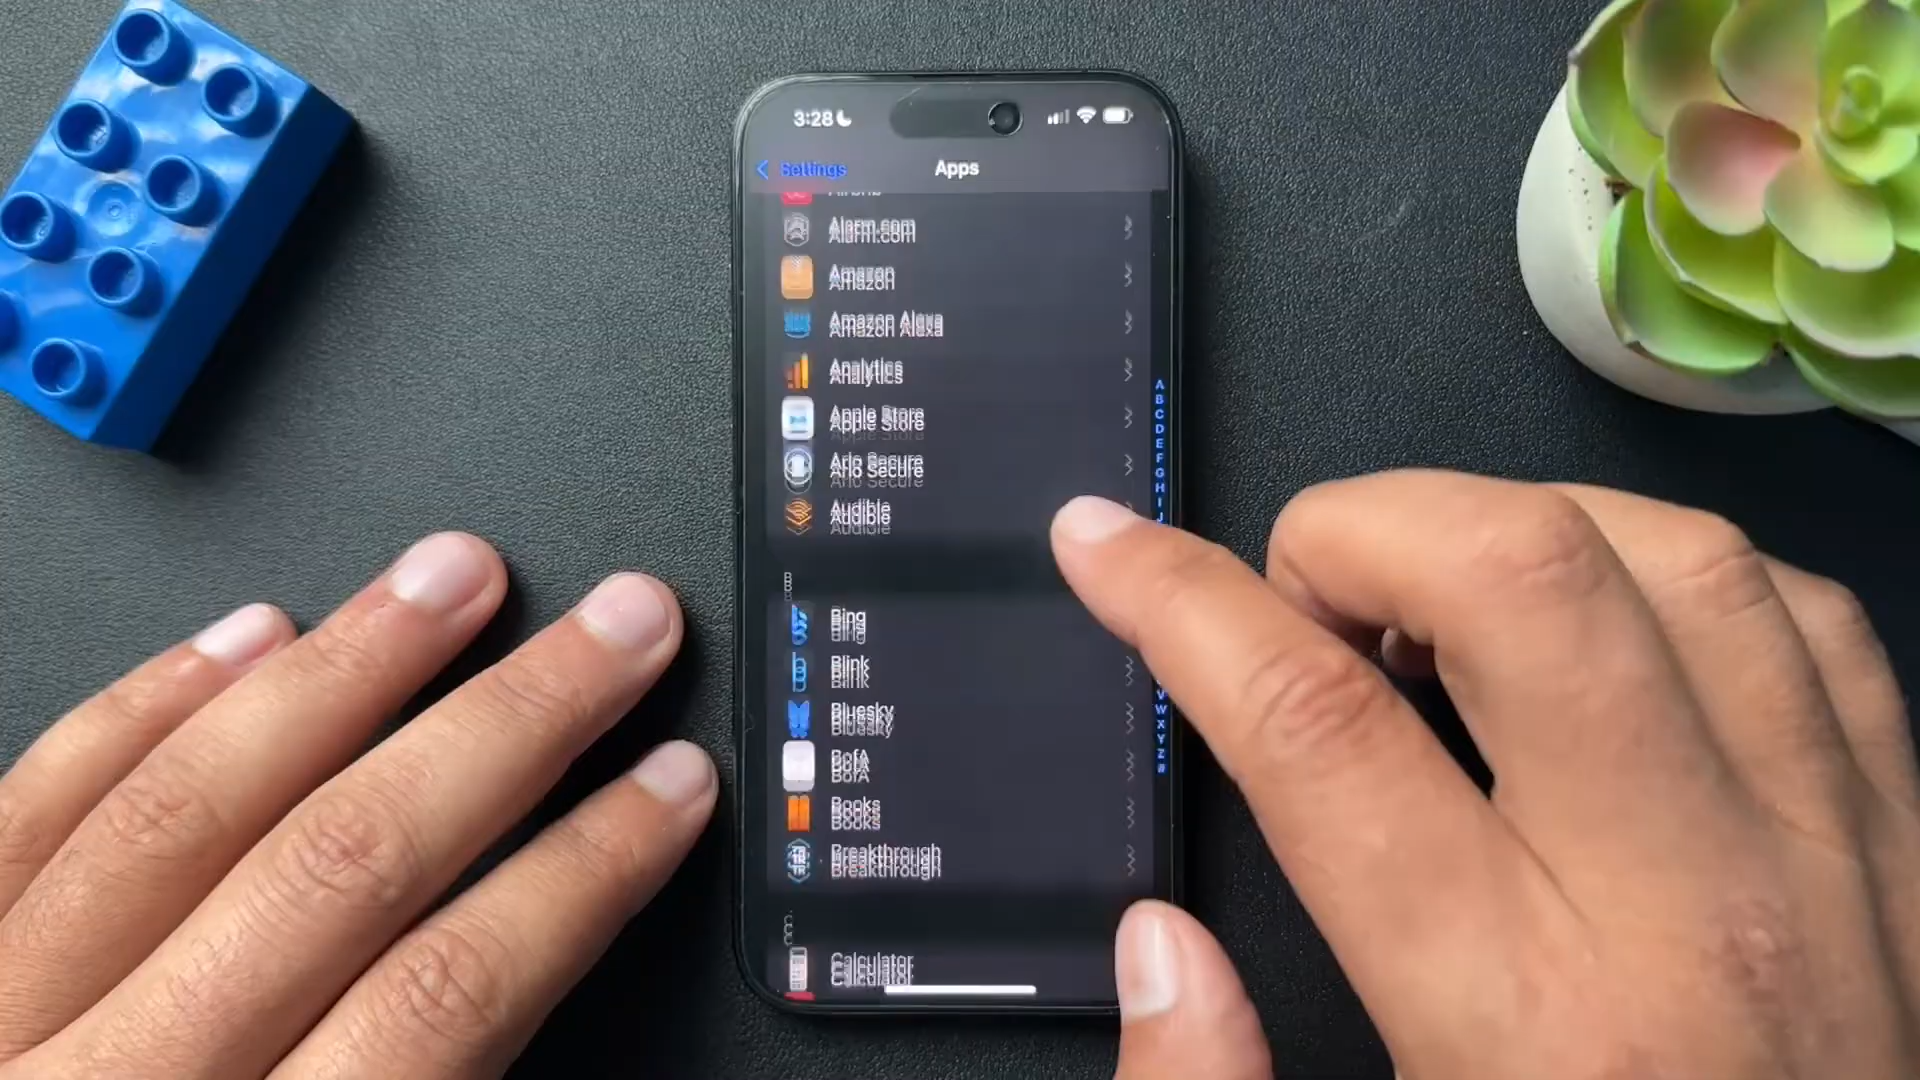 3:28
Settings
Apps
Airbnb
Alarm.com
Amazon
Amazon Alexa
Analytics
Apple Store
Arlo Secure
Audible
B
Bing
Blink
Bluesky
BofA
Books
Breakthrough
C
Calculator
A
B
C
D
E
F
G
H
I
J
V
W
X
Y
Z
#